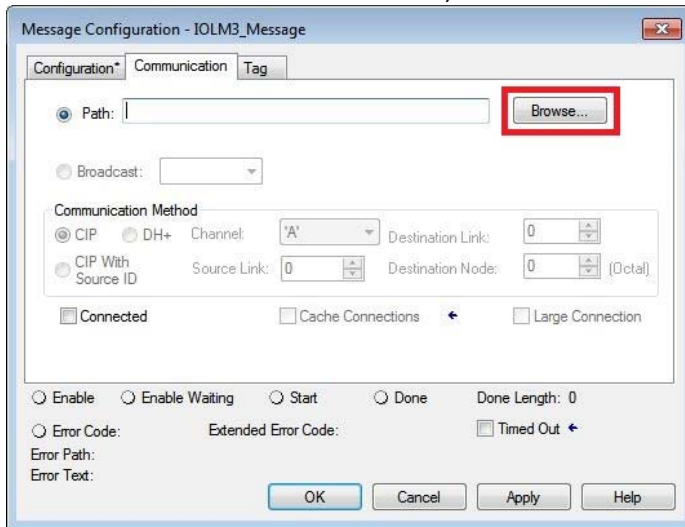 Message Configuration - IOLM3_Message
Configuration* Communication Tag
Path: Browse...
Broadcast:
Communication Method
CIP DH+ Channel: 'A' Destination Link: 0
CIP With Source ID Source Link: 0 Destination Node: 0 (Octal)
Connected Cache Connections Large Connection
Enable Enable Waiting Start Done Done Length: 0
Error Code: Extended Error Code: Timed Out
Error Path:
Error Text:
OK Cancel Apply Help